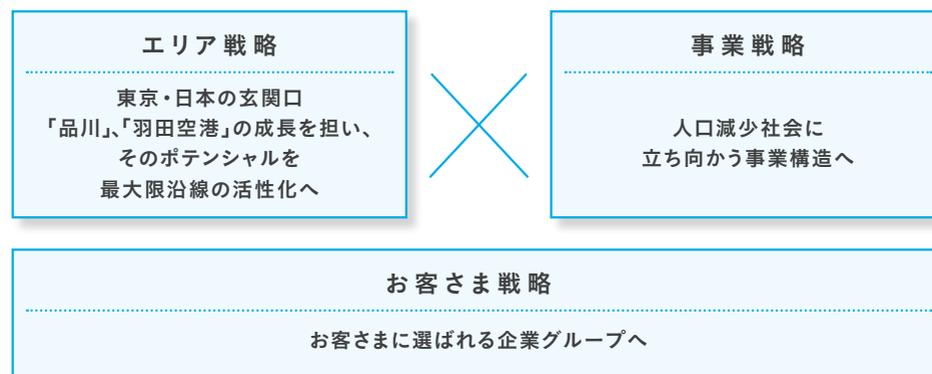 エリア戦略
東京・日本の玄関口
「品川」、「羽田空港」の成長を担い、
そのポテンシャルを
最大限沿線の活性化へ
事業戦略
人口減少社会に
立ち向かう事業構造へ
お客さま戦略
お客さまに選ばれる企業グループへ